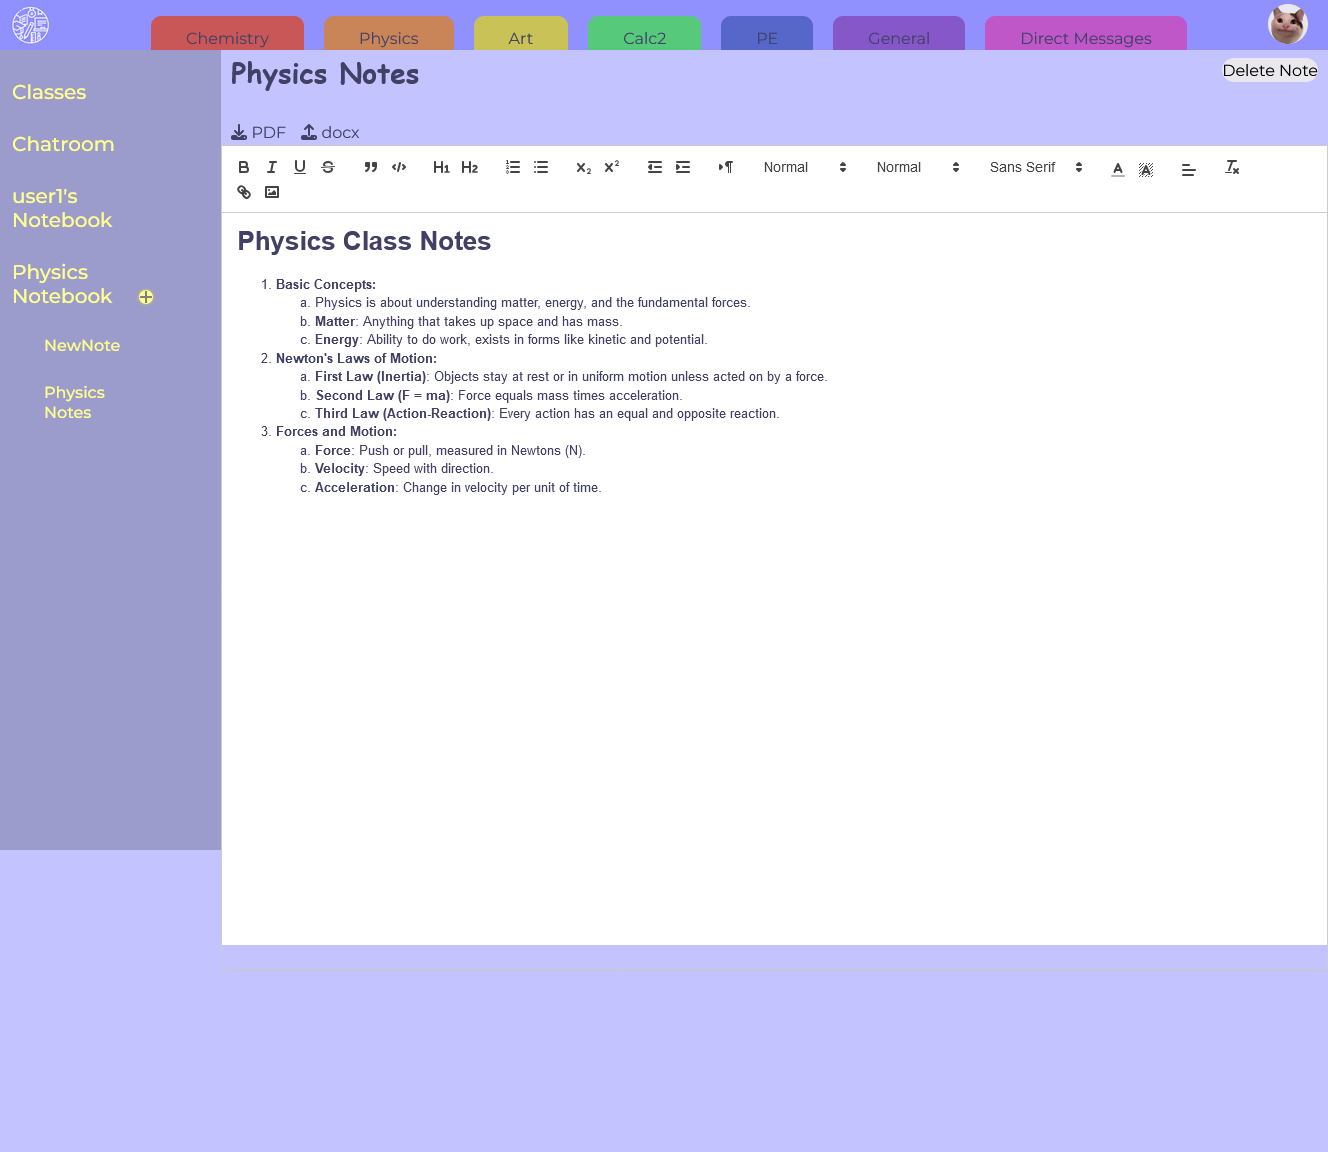 Chemistry
Physics
Art
Calc2
PE
General
Direct Messages
Classes
Chatroom
user1's
Notebook
Physics
Notebook
NewNote
Physics
Notes
Physics Notes
Delete Note
PDF
docx
Normal
Normal
Sans Serif
Physics Class Notes
1. Basic Concepts:
a. Physics is about understanding matter, energy, and the fundamental forces.
b. Matter: Anything that takes up space and has mass.
c. Energy: Ability to do work, exists in forms like kinetic and potential.
2. Newton's Laws of Motion:
a. First Law (Inertia): Objects stay at rest or in uniform motion unless acted on by a force.
b. Second Law (F = ma): Force equals mass times acceleration.
c. Third Law (Action-Reaction): Every action has an equal and opposite reaction.
3. Forces and Motion:
a. Force: Push or pull, measured in Newtons (N).
b. Velocity: Speed with direction.
c. Acceleration: Change in velocity per unit of time.